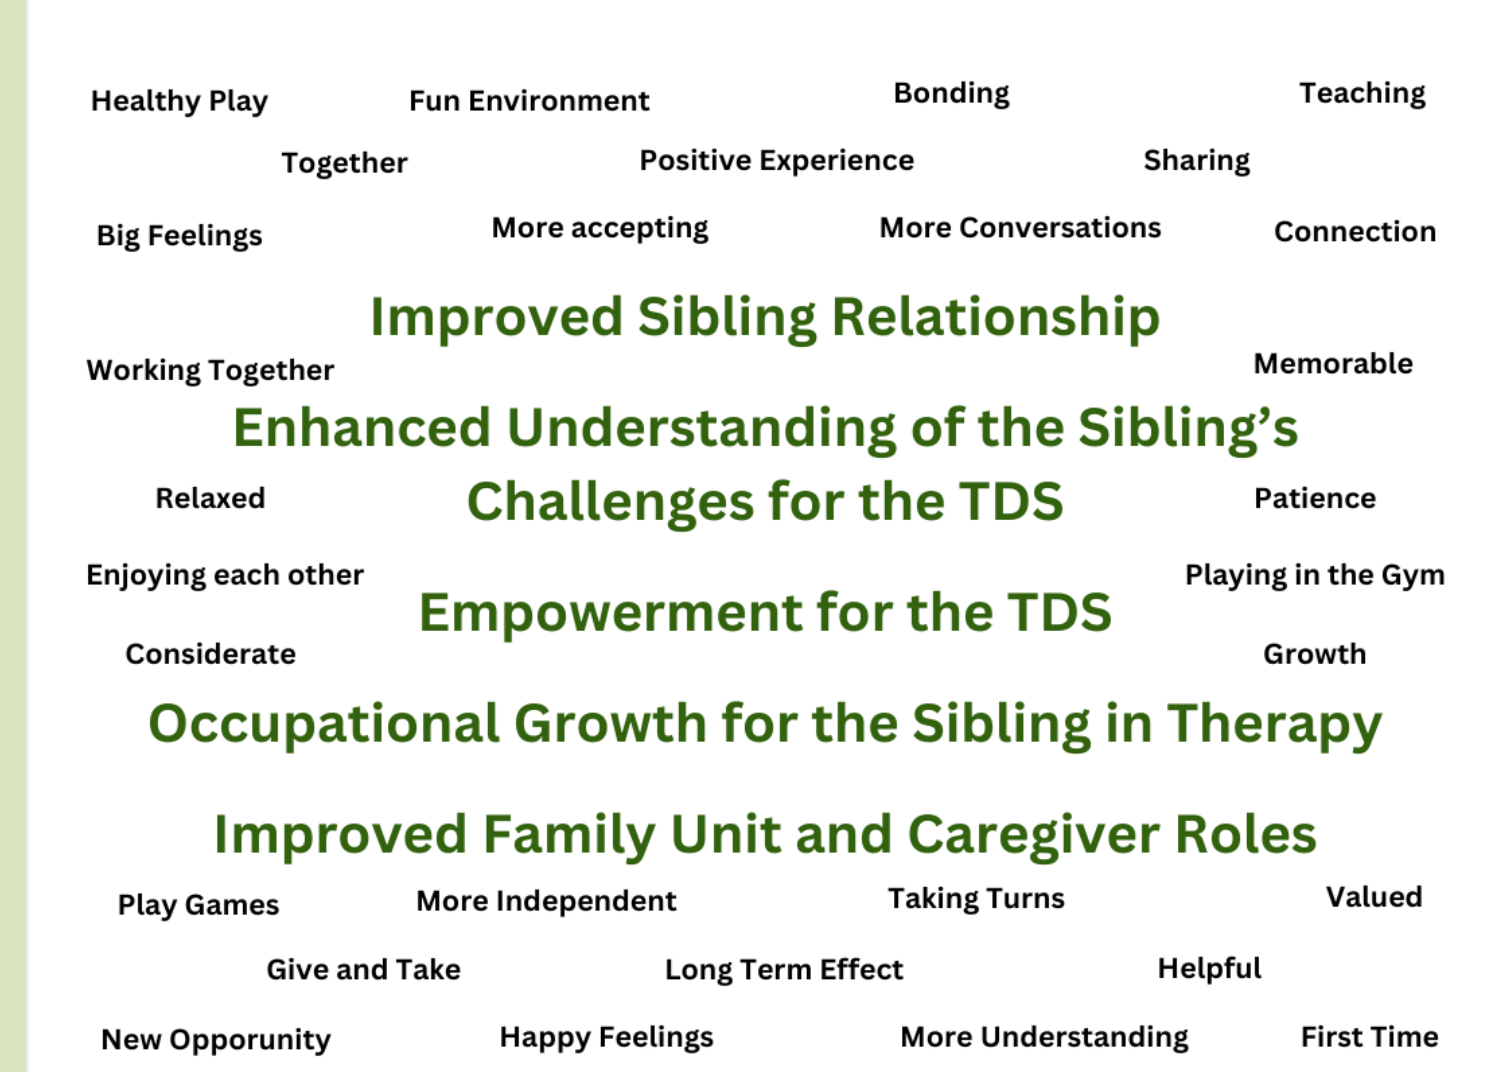 Healthy Play Fun Environment Bonding Teaching
Together Positive Experience Sharing
Big Feelings More accepting More Conversations Connection
Improved Sibling Relationship
Working Together Memorable
Enhanced Understanding of the Sibling’s
Relaxed Challenges for the TDS Patience
Enjoying each other Playing in the Gym
Empowerment for the TDS
Considerate Growth
Occupational Growth for the Sibling in Therapy
Improved Family Unit and Caregiver Roles
Play Games More Independent Taking Turns Valued
Give and Take Long Term Effect Helpful
New Opporunity Happy Feelings More Understanding First Time